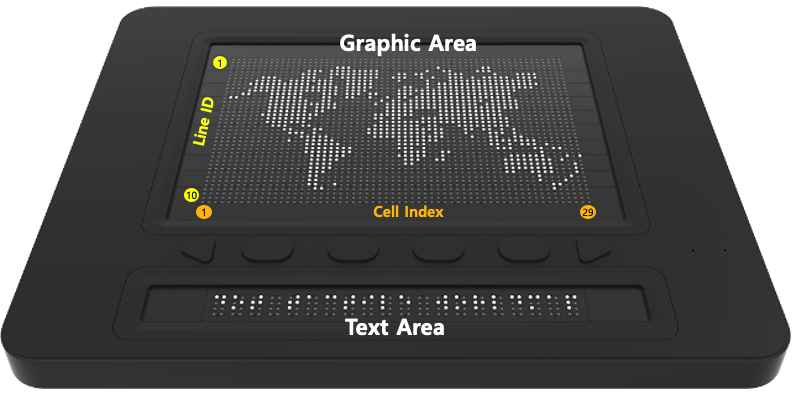 Graphic Area
1
Line ID
10
1
Cell Index
29
Text Area